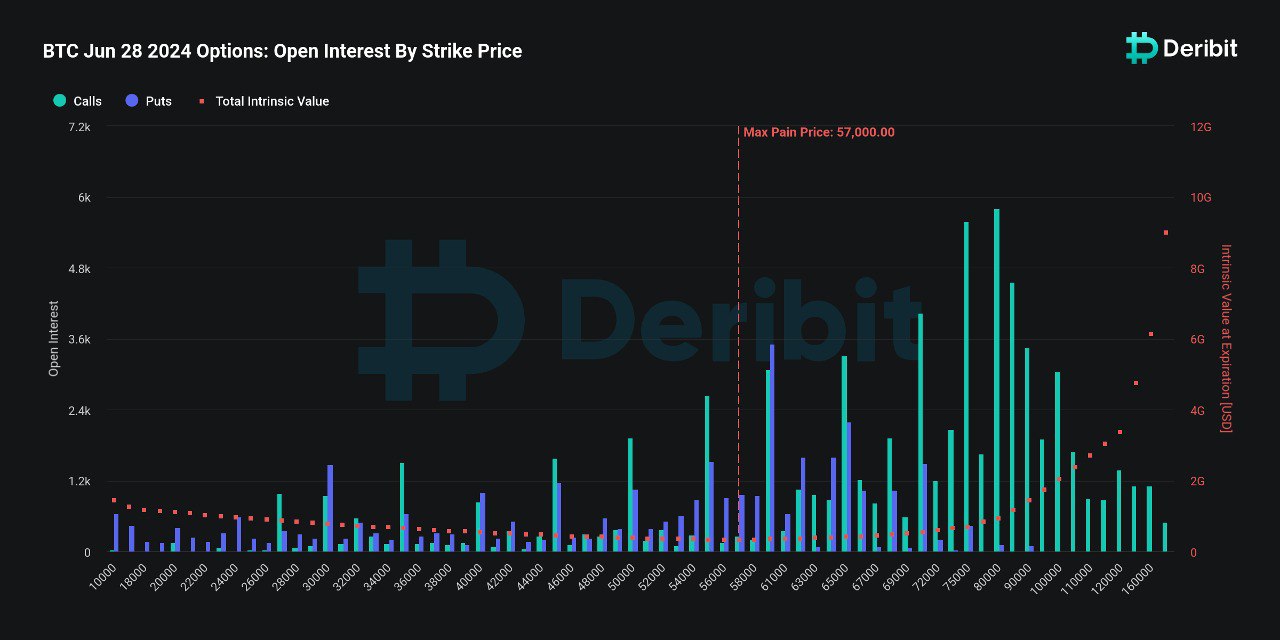 BTC Jun 28 2024 Options: Open Interest By Strike Price
Deribit
Calls
Puts
Total Intrinsic Value
7.2k
6k
4.8k
3.6k
2.4k
1.2k
0
Open Interest
Max Pain Price: 57,000.00
Deribit
12G
10G
8G
6G
4G
2G
0
Intrinsic Value at Expiration [USD]
10000
18000
20000
22000
24000
26000
28000
30000
32000
34000
36000
38000
40000
42000
44000
46000
48000
50000
52000
54000
56000
58000
61000
63000
65000
67000
69000
72000
75000
80000
90000
100000
110000
120000
160000